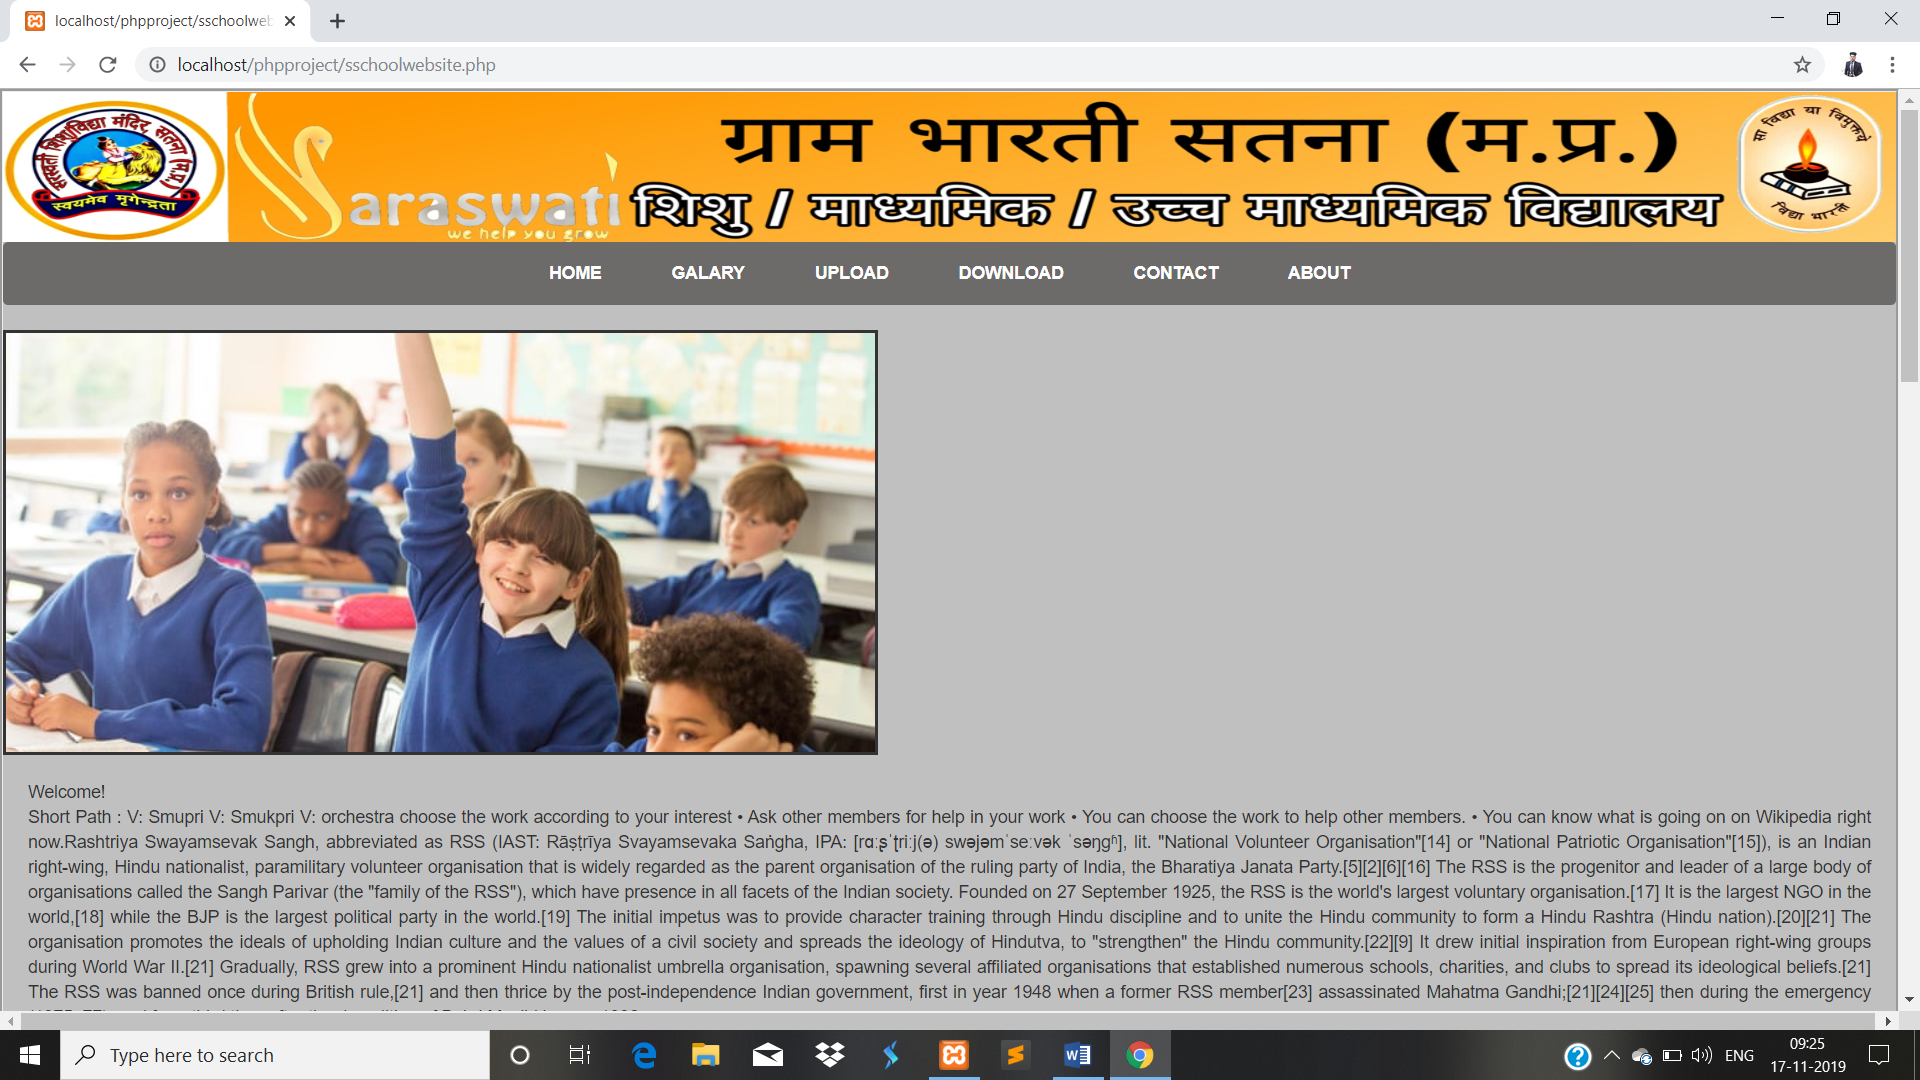 localhost/phpproject/sschoolweb
localhost/phpproject/sschoolwebsite.php
सरस्वती शिशु विद्या मंदिर, सतना (म.प्र.)
स्वयमेव मृगेन्द्रता
Saraswati
we help you grow
ग्राम भारती सतना (म.प्र.)
शिशु / माध्यमिक / उच्च माध्यमिक विद्यालय
सा विद्या या विमुक्तये
विद्या भारती
HOME GALARY UPLOAD DOWNLOAD CONTACT ABOUT
Welcome!
Short Path : V: Smupri V: Smukpri V: orchestra choose the work according to your interest • Ask other members for help in your work • You can choose the work to help other members. • You can know what is going on on Wikipedia right
now.Rashtriya Swayamsevak Sangh, abbreviated as RSS (IAST: Rāṣṭrīya Svayamsevaka Saṅgha, IPA: [rɑːʂˈʈriːj(ə) swəjəmˈseːvək ˈsəŋɡʱ], lit. "National Volunteer Organisation"[14] or "National Patriotic Organisation"[15]), is an Indian
right-wing, Hindu nationalist, paramilitary volunteer organisation that is widely regarded as the parent organisation of the ruling party of India, the Bharatiya Janata Party.[5][2][6][16] The RSS is the progenitor and leader of a large body of
organisations called the Sangh Parivar (the "family of the RSS"), which have presence in all facets of the Indian society. Founded on 27 September 1925, the RSS is the world's largest voluntary organisation.[17] It is the largest NGO in the
world,[18] while the BJP is the largest political party in the world.[19] The initial impetus was to provide character training through Hindu discipline and to unite the Hindu community to form a Hindu Rashtra (Hindu nation).[20][21] The
organisation promotes the ideals of upholding Indian culture and the values of a civil society and spreads the ideology of Hindutva, to "strengthen" the Hindu community.[22][9] It drew initial inspiration from European right-wing groups
during World War II.[21] Gradually, RSS grew into a prominent Hindu nationalist umbrella organisation, spawning several affiliated organisations that established numerous schools, charities, and clubs to spread its ideological beliefs.[21]
The RSS was banned once during British rule,[21] and then thrice by the post-independence Indian government, first in year 1948 when a former RSS member[23] assassinated Mahatma Gandhi;[21][24][25] then during the emergency
Type here to search
ENG
09:25
17-11-2019